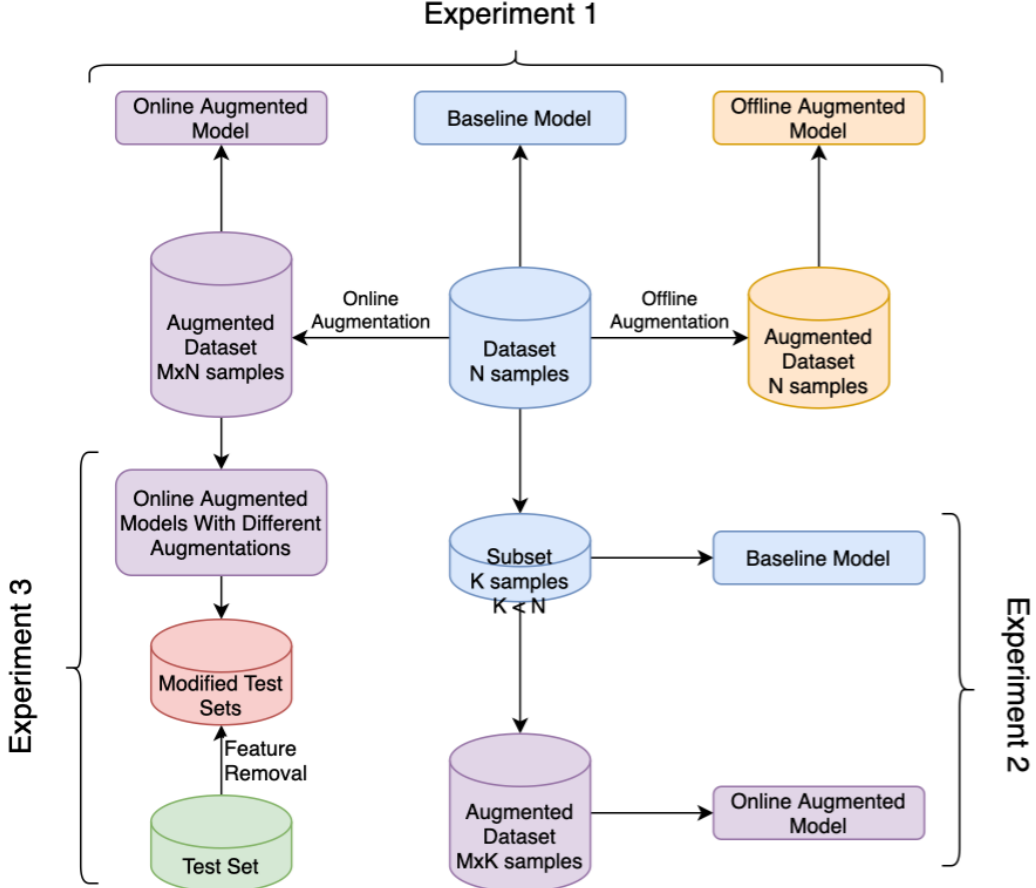 Experiment 1
Online Augmented
Model
Baseline Model
Offline Augmented
Model
Online
Augmentation
Offline
Augmentation
Augmented
Dataset
MxN samples
Dataset
N samples
Augmented
Dataset
N samples
Experiment 3
Online Augmented
Models With Different
Augmentations
Modified Test
Sets
Feature
Removal
Test Set
Subset
K samples
K < N
Baseline Model
Augmented
Dataset
MxK samples
Online Augmented
Model
Experiment 2